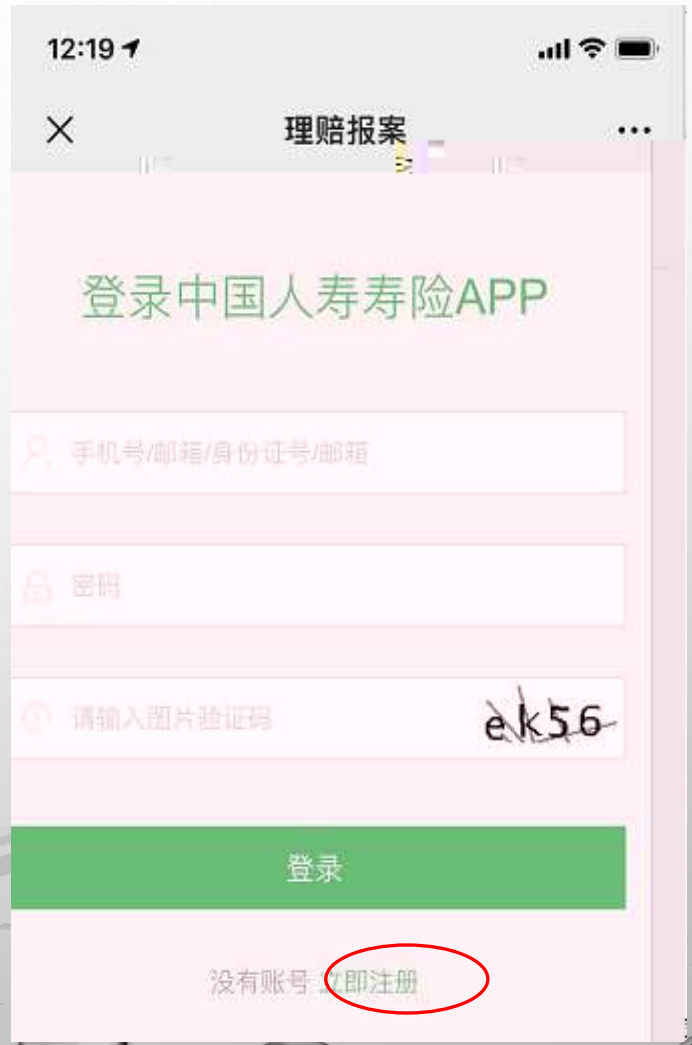 12:19
理赔报案
登录中国人寿寿险APP
手机号/邮箱/身份证号/邮箱
密码
请输入图片验证码
ek56
登录
没有账号 立即注册